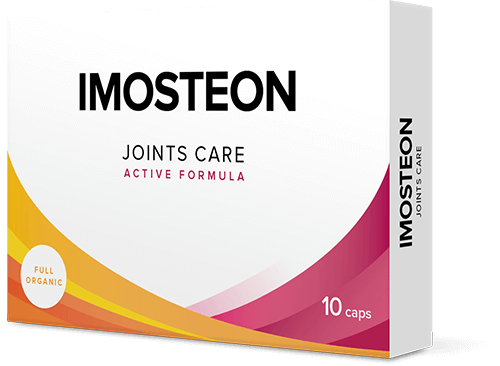 IMOSTEON
JOINTS CARE
ACTIVE FORMULA
FULL
ORGANIC
10 caps
IMOSTEON
JOINTS CARE